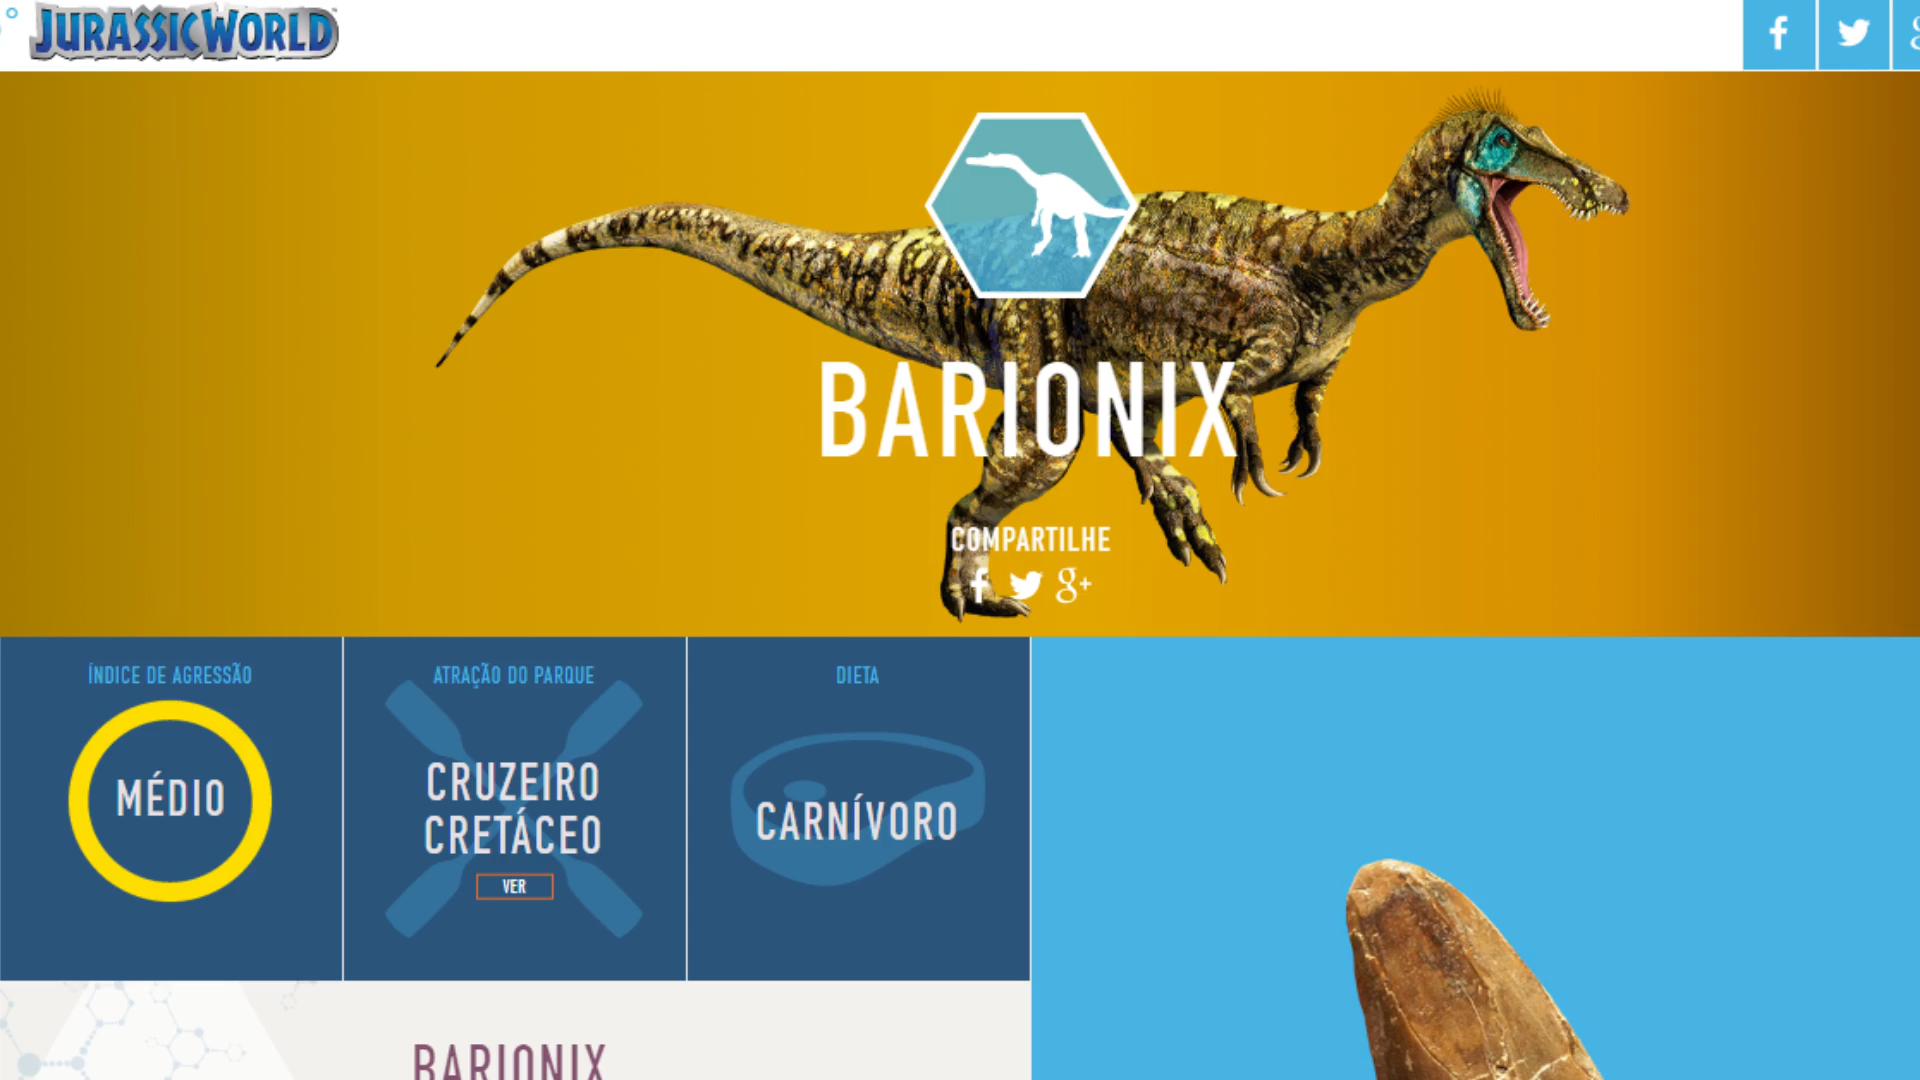 JURASSIC WORLD
BARIONIX
COMPARTILHE
ÍNDICE DE AGRESSÃO
MÉDIO
ATRAÇÃO DO PARQUE
CRUZEIRO
CRETÁCEO
VER
DIETA
CARNÍVORO
BARIONIX